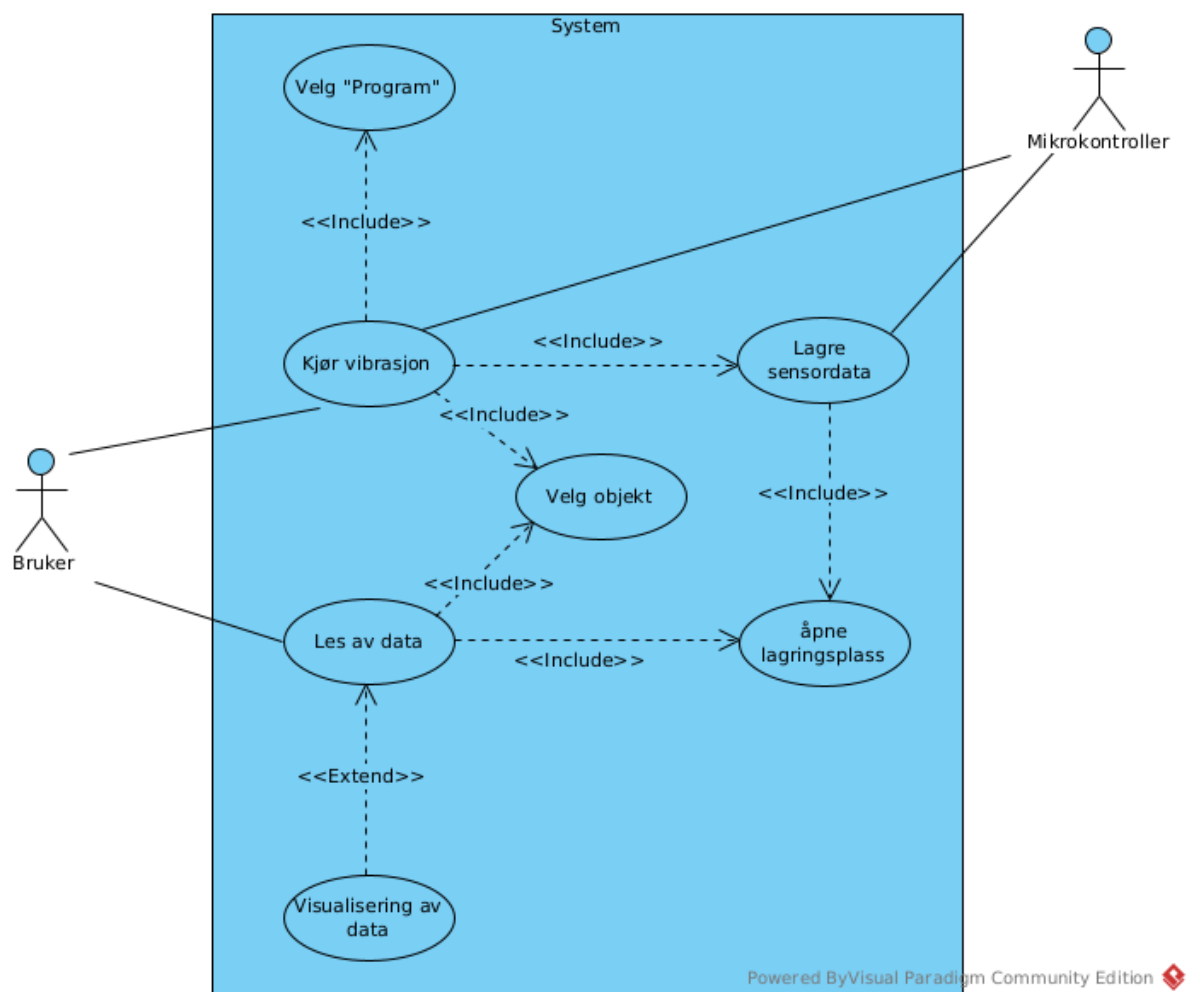 System
Velg "Program"
Mikrokontroller
<<Include>>
Kjør vibrasjon
<<Include>>
Lagre
sensordata
<<Include>>
Velg objekt
<<Include>>
Bruker
<<Include>>
Les av data
<<Include>>
åpne
lagringsplass
<<Extend>>
Visualisering av
data
Powered ByVisual Paradigm Community Edition